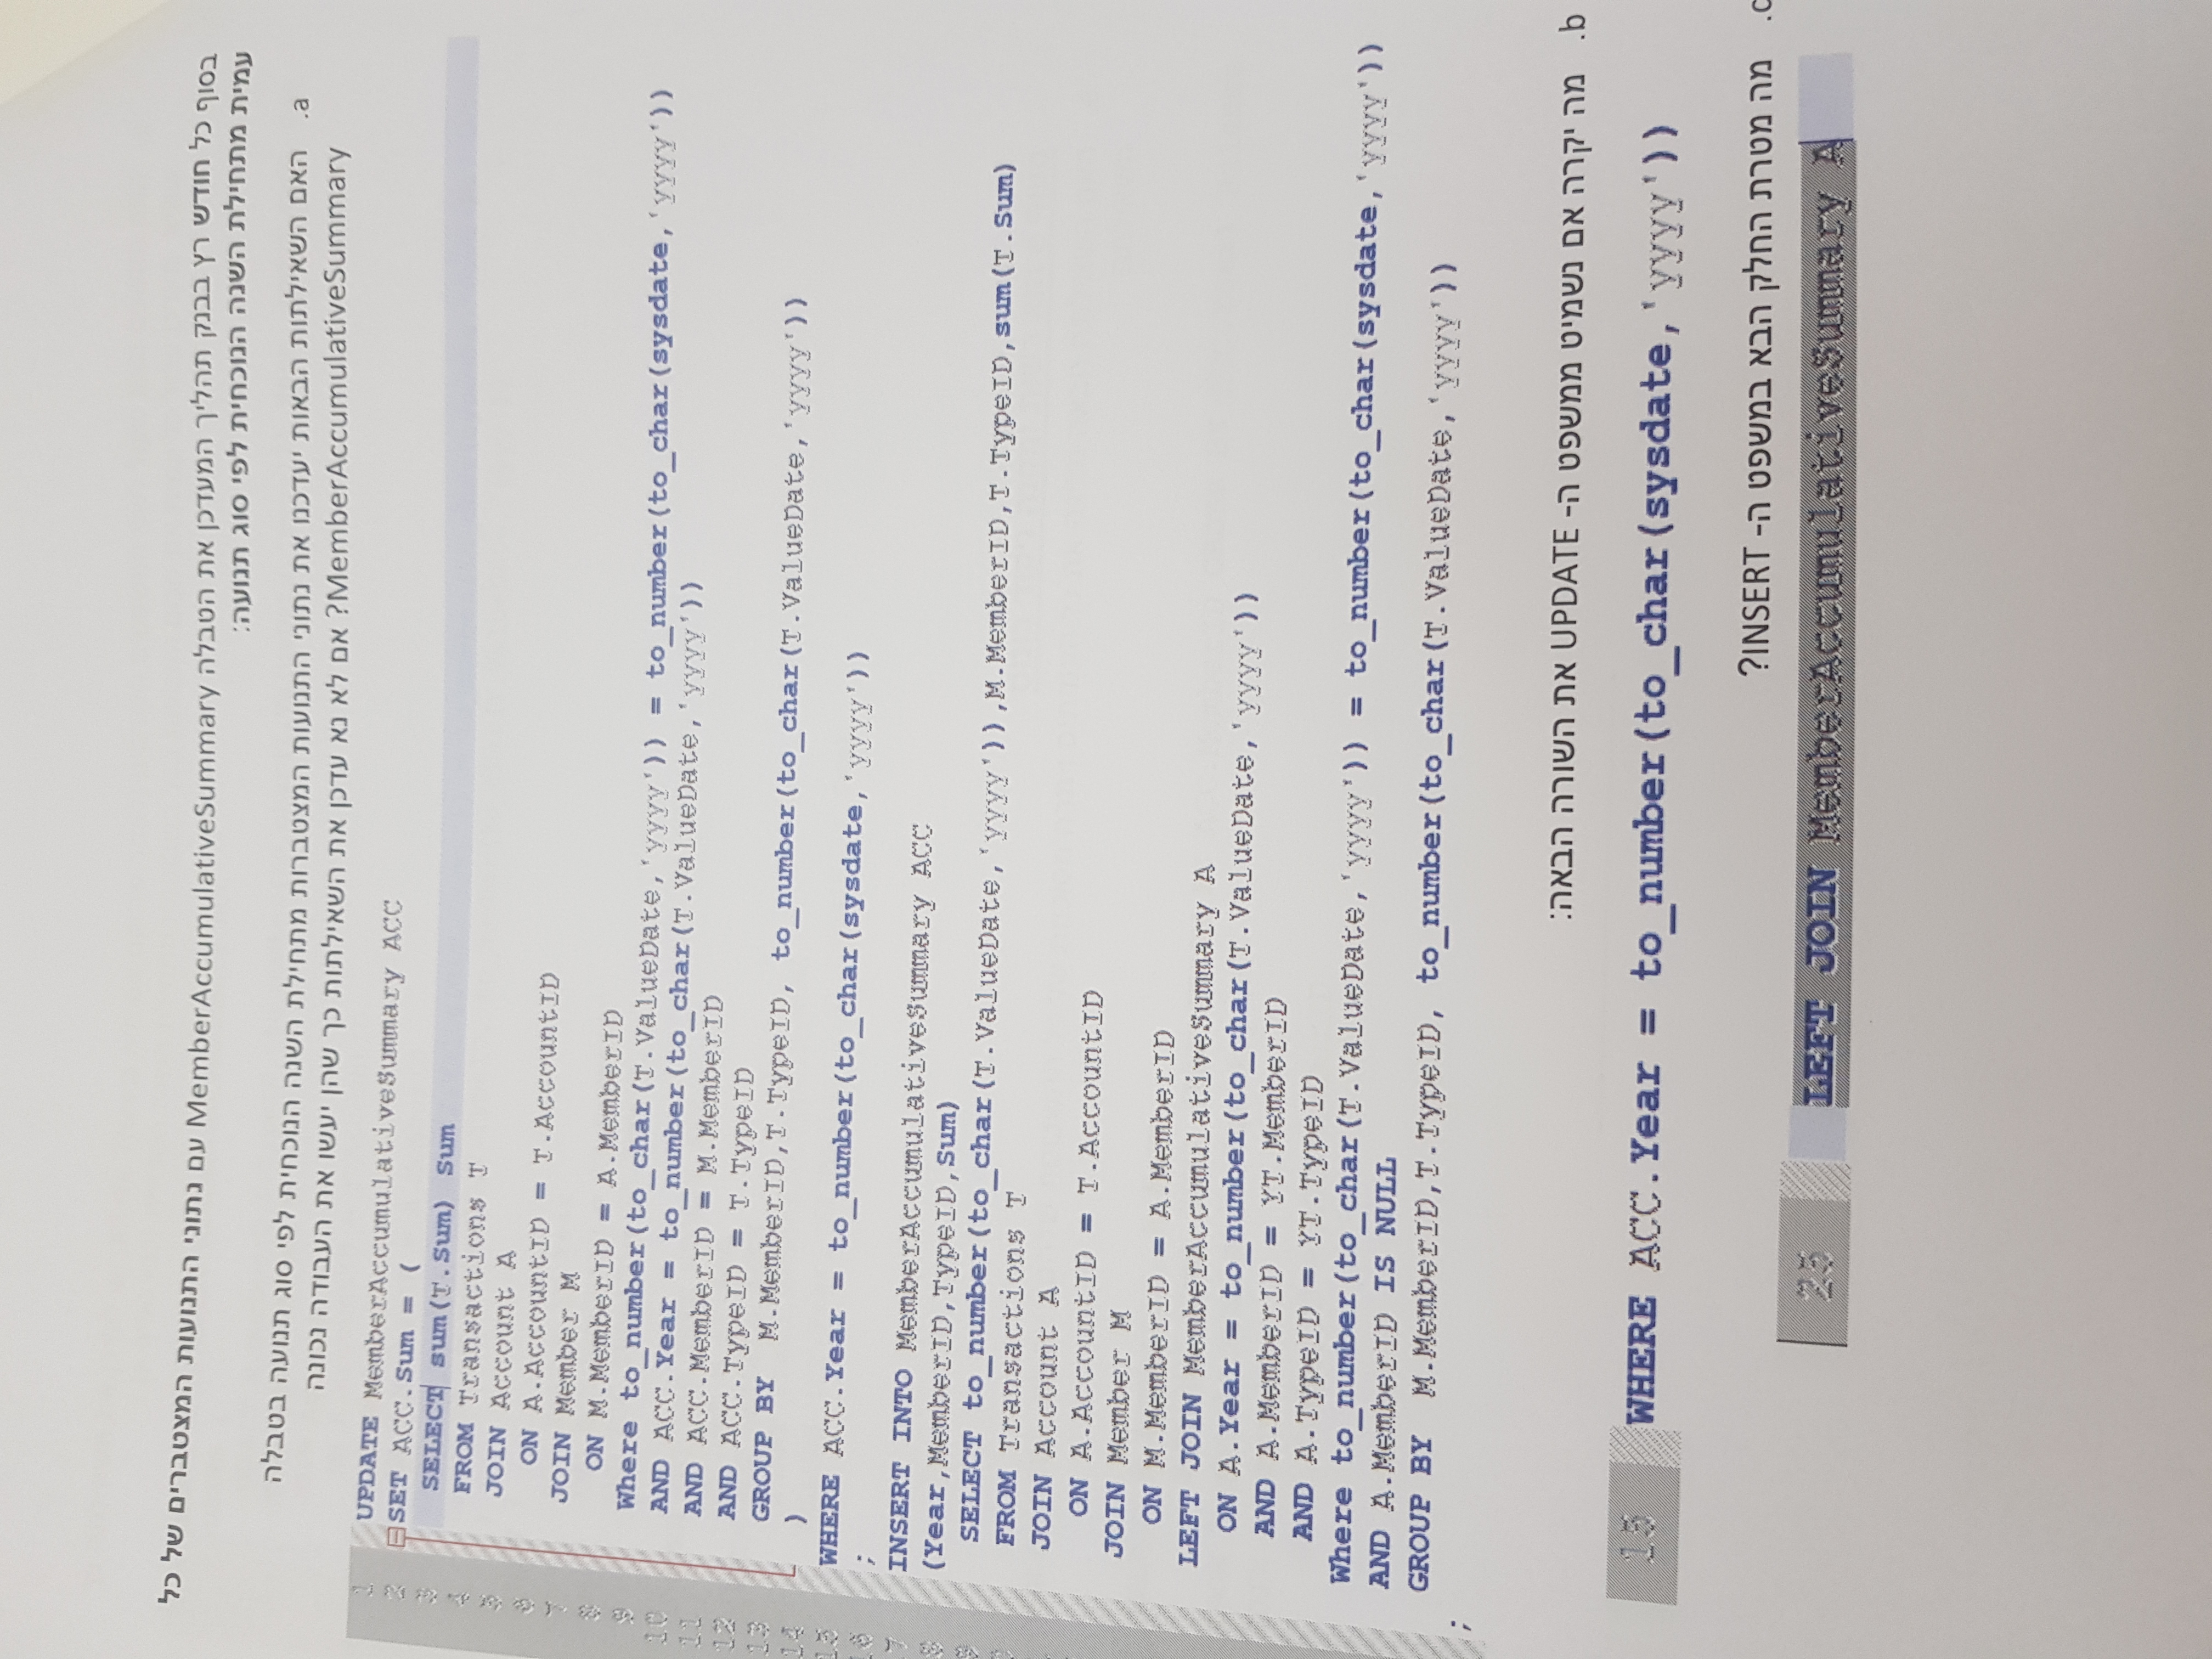 בסוף כל חודש רץ בבנק תהליך המעדכן את הטבלה MemberAccumulativeSummary עם נתוני התנועות המצטברים של כל
עמית מתחילת השנה הנוכחית לפי סוג תנועה:
a. האם השאילתות הבאות יעדכנו את נתוני התנועות המצטברות מתחילת השנה הנוכחית לפי סוג תנועה בטבלה
MemberAccumulativeSummary? אם לא נא עדכן את השאילתות כך שהן יעשו את העבודה נכונה
1 UPDATE MemberAccumulativeSummary ACC
2 SET ACC.Sum = (
3 SELECT sum(T.Sum) Sum
4 FROM Transactions T
5 JOIN Account A
6 ON A.AccountID = T.AccountID
7 JOIN Member M
8 ON M.MemberID = A.MemberID
9 Where to_number(to_char(T.ValueDate,'yyyy')) = to_number(to_char(sysdate,'yyyy'))
10 AND ACC.Year = to_number(to_char(T.ValueDate,'yyyy'))
11 AND ACC.MemberID = M.MemberID
12 AND ACC.TypeID = T.TypeID
13 GROUP BY M.MemberID,T.TypeID, to_number(to_char(T.ValueDate,'yyyy'))
14 )
15 WHERE ACC.Year = to_number(to_char(sysdate,'yyyy'))
16 ;
7 INSERT INTO MemberAccumulativeSummary ACC
8 (Year,MemberID,TypeID,Sum)
9 SELECT to_number(to_char(T.ValueDate,'yyyy')),M.MemberID,T.TypeID,sum(T.Sum)
FROM Transactions T
JOIN Account A
ON A.AccountID = T.AccountID
JOIN Member M
ON M.MemberID = A.MemberID
LEFT JOIN MemberAccumulativeSummary A
ON A.Year = to_number(to_char(T.ValueDate,'yyyy'))
AND A.MemberID = YT.MemberID
AND A.TypeID = YT.TypeID
Where to_number(to_char(T.ValueDate,'yyyy')) = to_number(to_char(sysdate,'yyyy'))
AND A.MemberID IS NULL
GROUP BY M.MemberID,T.TypeID, to_number(to_char(T.ValueDate,'yyyy'))
;
b. מה יקרה אם נשמיט ממשפט ה- UPDATE את השורה הבאה:
15 WHERE ACC.Year = to_number(to_char(sysdate,'yyyy'))
c. מה מטרת החלק הבא במשפט ה- INSERT?
25 LEFT JOIN MemberAccumulativeSummary A